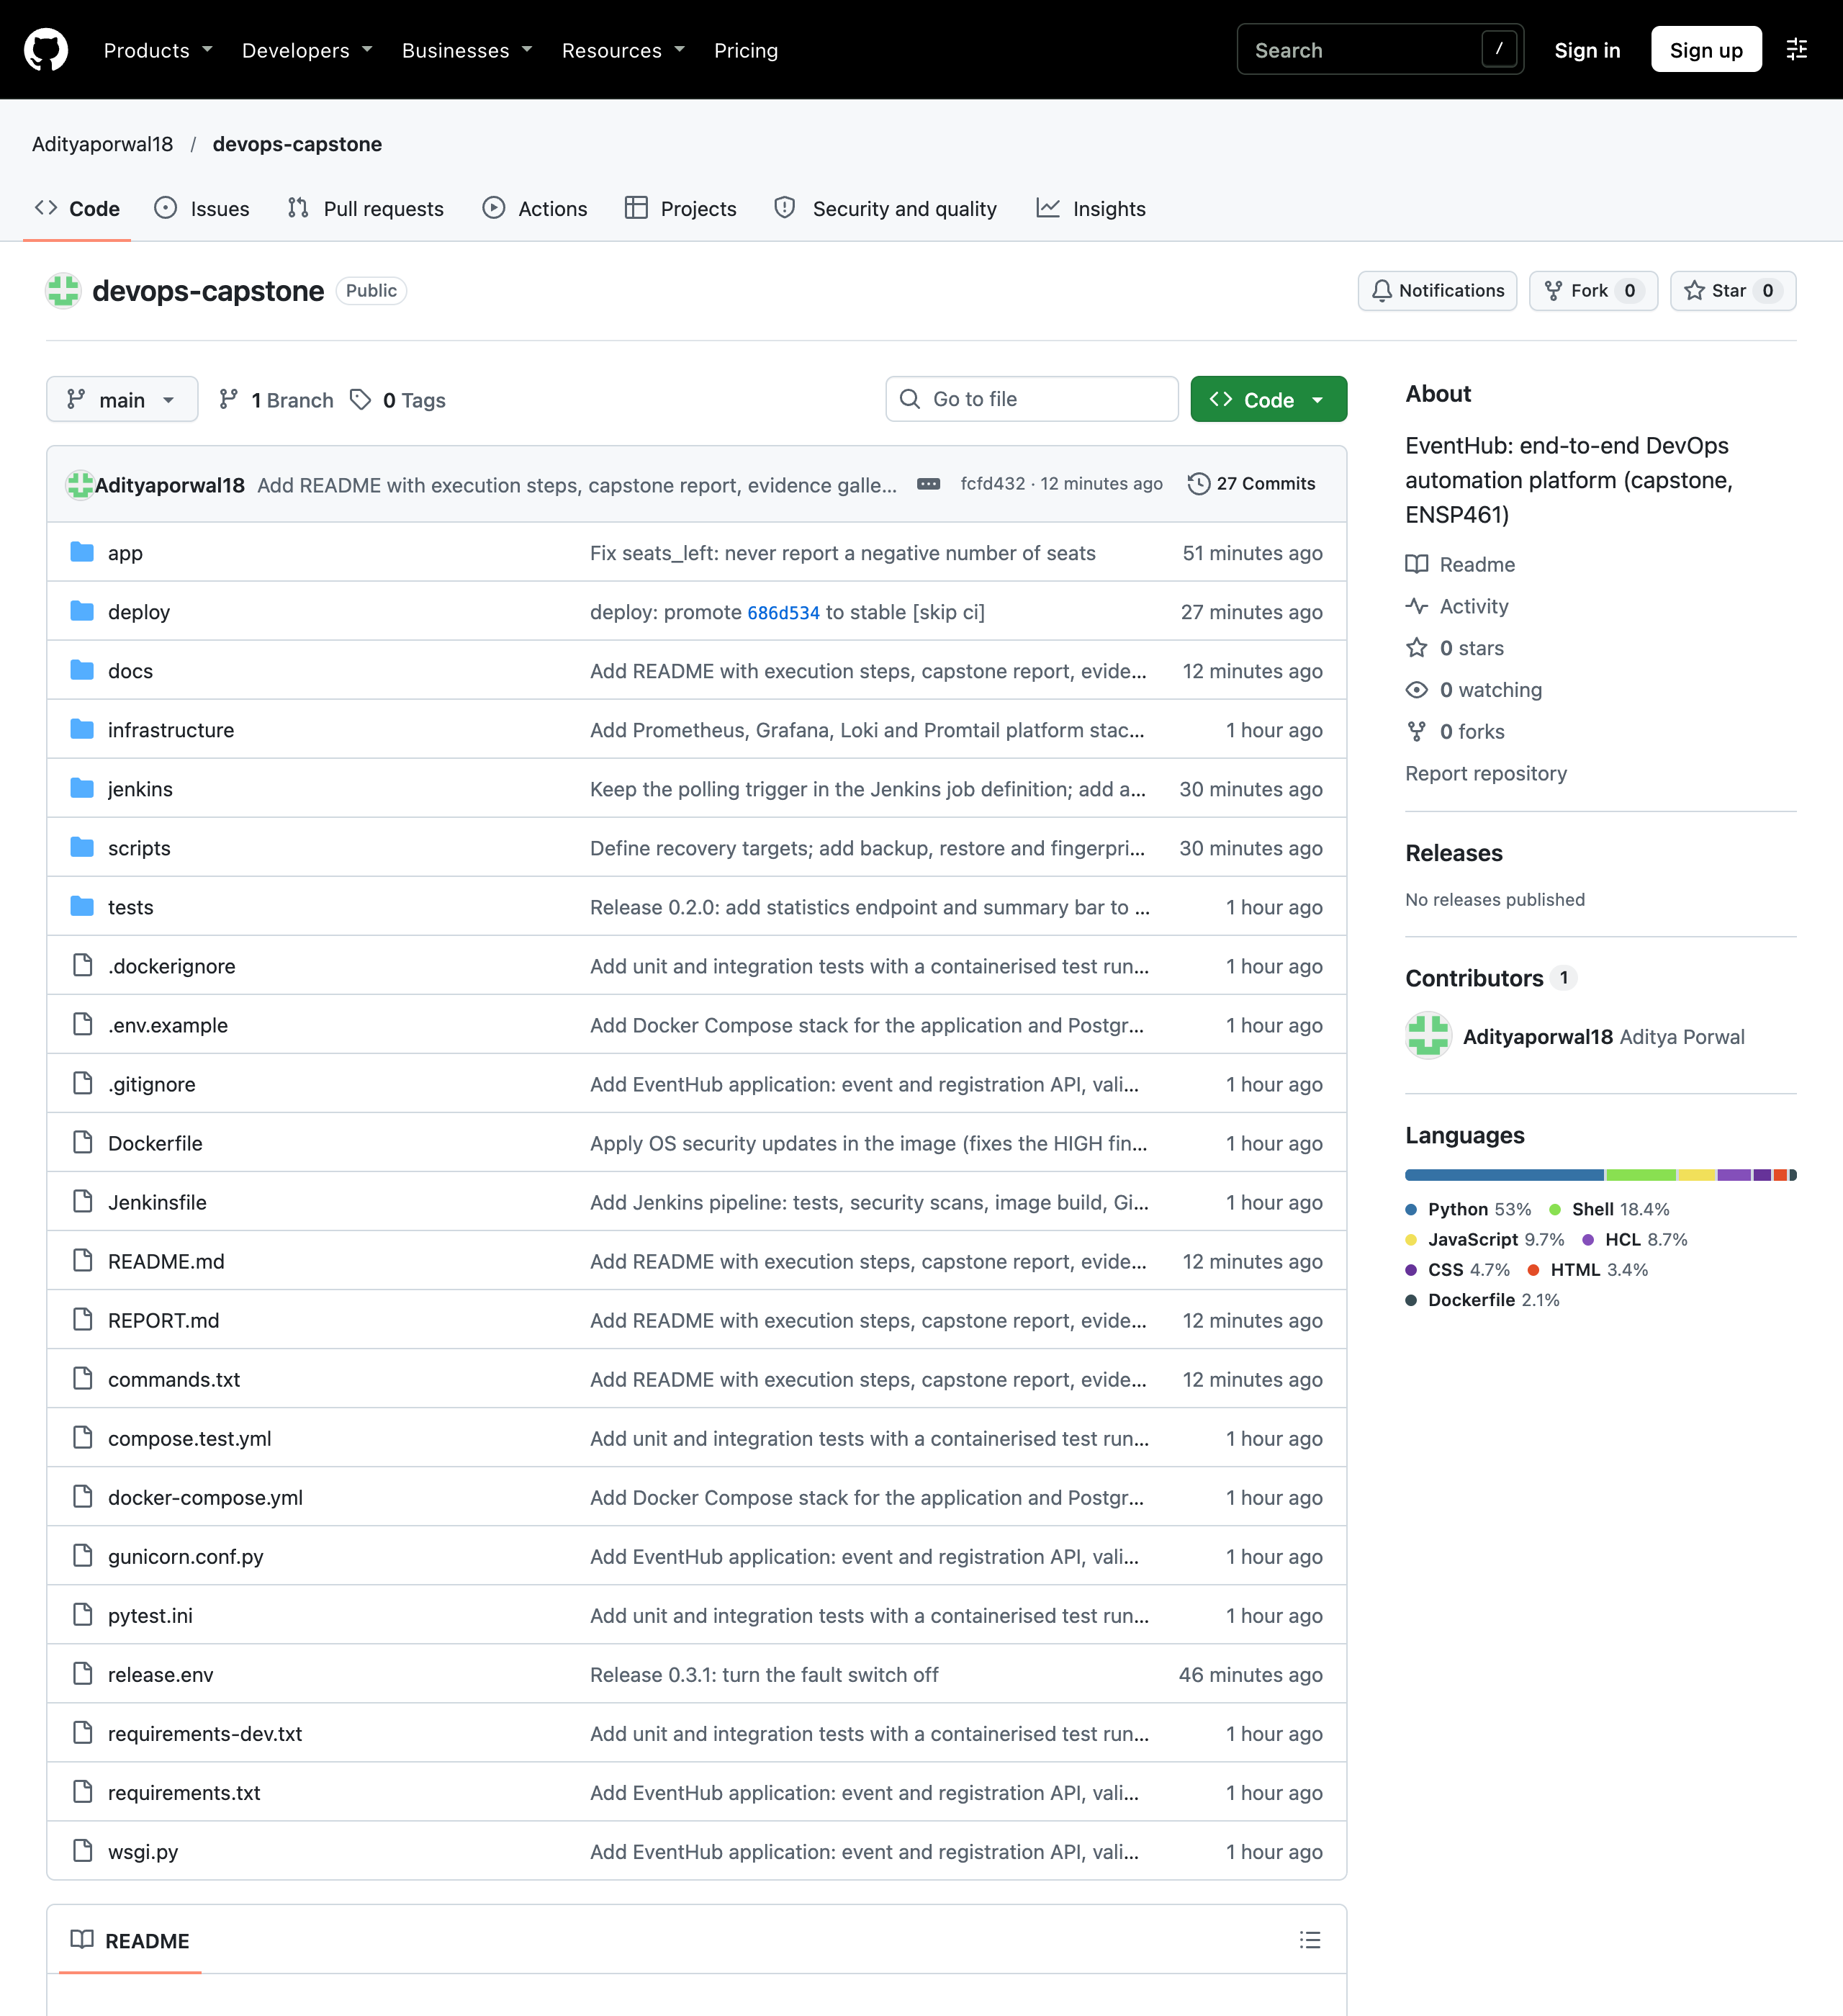 Products Developers Businesses Resources Pricing Search / Sign in Sign up
Adityaporwal18 / devops-capstone
Code Issues Pull requests Actions Projects Security and quality Insights
devops-capstone Public Notifications Fork 0 Star 0
main 1 Branch 0 Tags Go to file Code
Adityaporwal18 Add README with execution steps, capstone report, evidence galle... fcfd432 · 12 minutes ago 27 Commits
app Fix seats_left: never report a negative number of seats 51 minutes ago
deploy deploy: promote 686d534 to stable [skip ci] 27 minutes ago
docs Add README with execution steps, capstone report, evide... 12 minutes ago
infrastructure Add Prometheus, Grafana, Loki and Promtail platform stac... 1 hour ago
jenkins Keep the polling trigger in the Jenkins job definition; add a... 30 minutes ago
scripts Define recovery targets; add backup, restore and fingerpri... 30 minutes ago
tests Release 0.2.0: add statistics endpoint and summary bar to ... 1 hour ago
.dockerignore Add unit and integration tests with a containerised test run... 1 hour ago
.env.example Add Docker Compose stack for the application and Postgr... 1 hour ago
.gitignore Add EventHub application: event and registration API, vali... 1 hour ago
Dockerfile Apply OS security updates in the image (fixes the HIGH fin... 1 hour ago
Jenkinsfile Add Jenkins pipeline: tests, security scans, image build, Gi... 1 hour ago
README.md Add README with execution steps, capstone report, evide... 12 minutes ago
REPORT.md Add README with execution steps, capstone report, evide... 12 minutes ago
commands.txt Add README with execution steps, capstone report, evide... 12 minutes ago
compose.test.yml Add unit and integration tests with a containerised test run... 1 hour ago
docker-compose.yml Add Docker Compose stack for the application and Postgr... 1 hour ago
gunicorn.conf.py Add EventHub application: event and registration API, vali... 1 hour ago
pytest.ini Add unit and integration tests with a containerised test run... 1 hour ago
release.env Release 0.3.1: turn the fault switch off 46 minutes ago
requirements-dev.txt Add unit and integration tests with a containerised test run... 1 hour ago
requirements.txt Add EventHub application: event and registration API, vali... 1 hour ago
wsgi.py Add EventHub application: event and registration API, vali... 1 hour ago
README
About
EventHub: end-to-end DevOps
automation platform (capstone,
ENSP461)
Readme
Activity
0 stars
0 watching
0 forks
Report repository
Releases
No releases published
Contributors 1
Adityaporwal18 Aditya Porwal
Languages
Python 53% Shell 18.4%
JavaScript 9.7% HCL 8.7%
CSS 4.7% HTML 3.4%
Dockerfile 2.1%